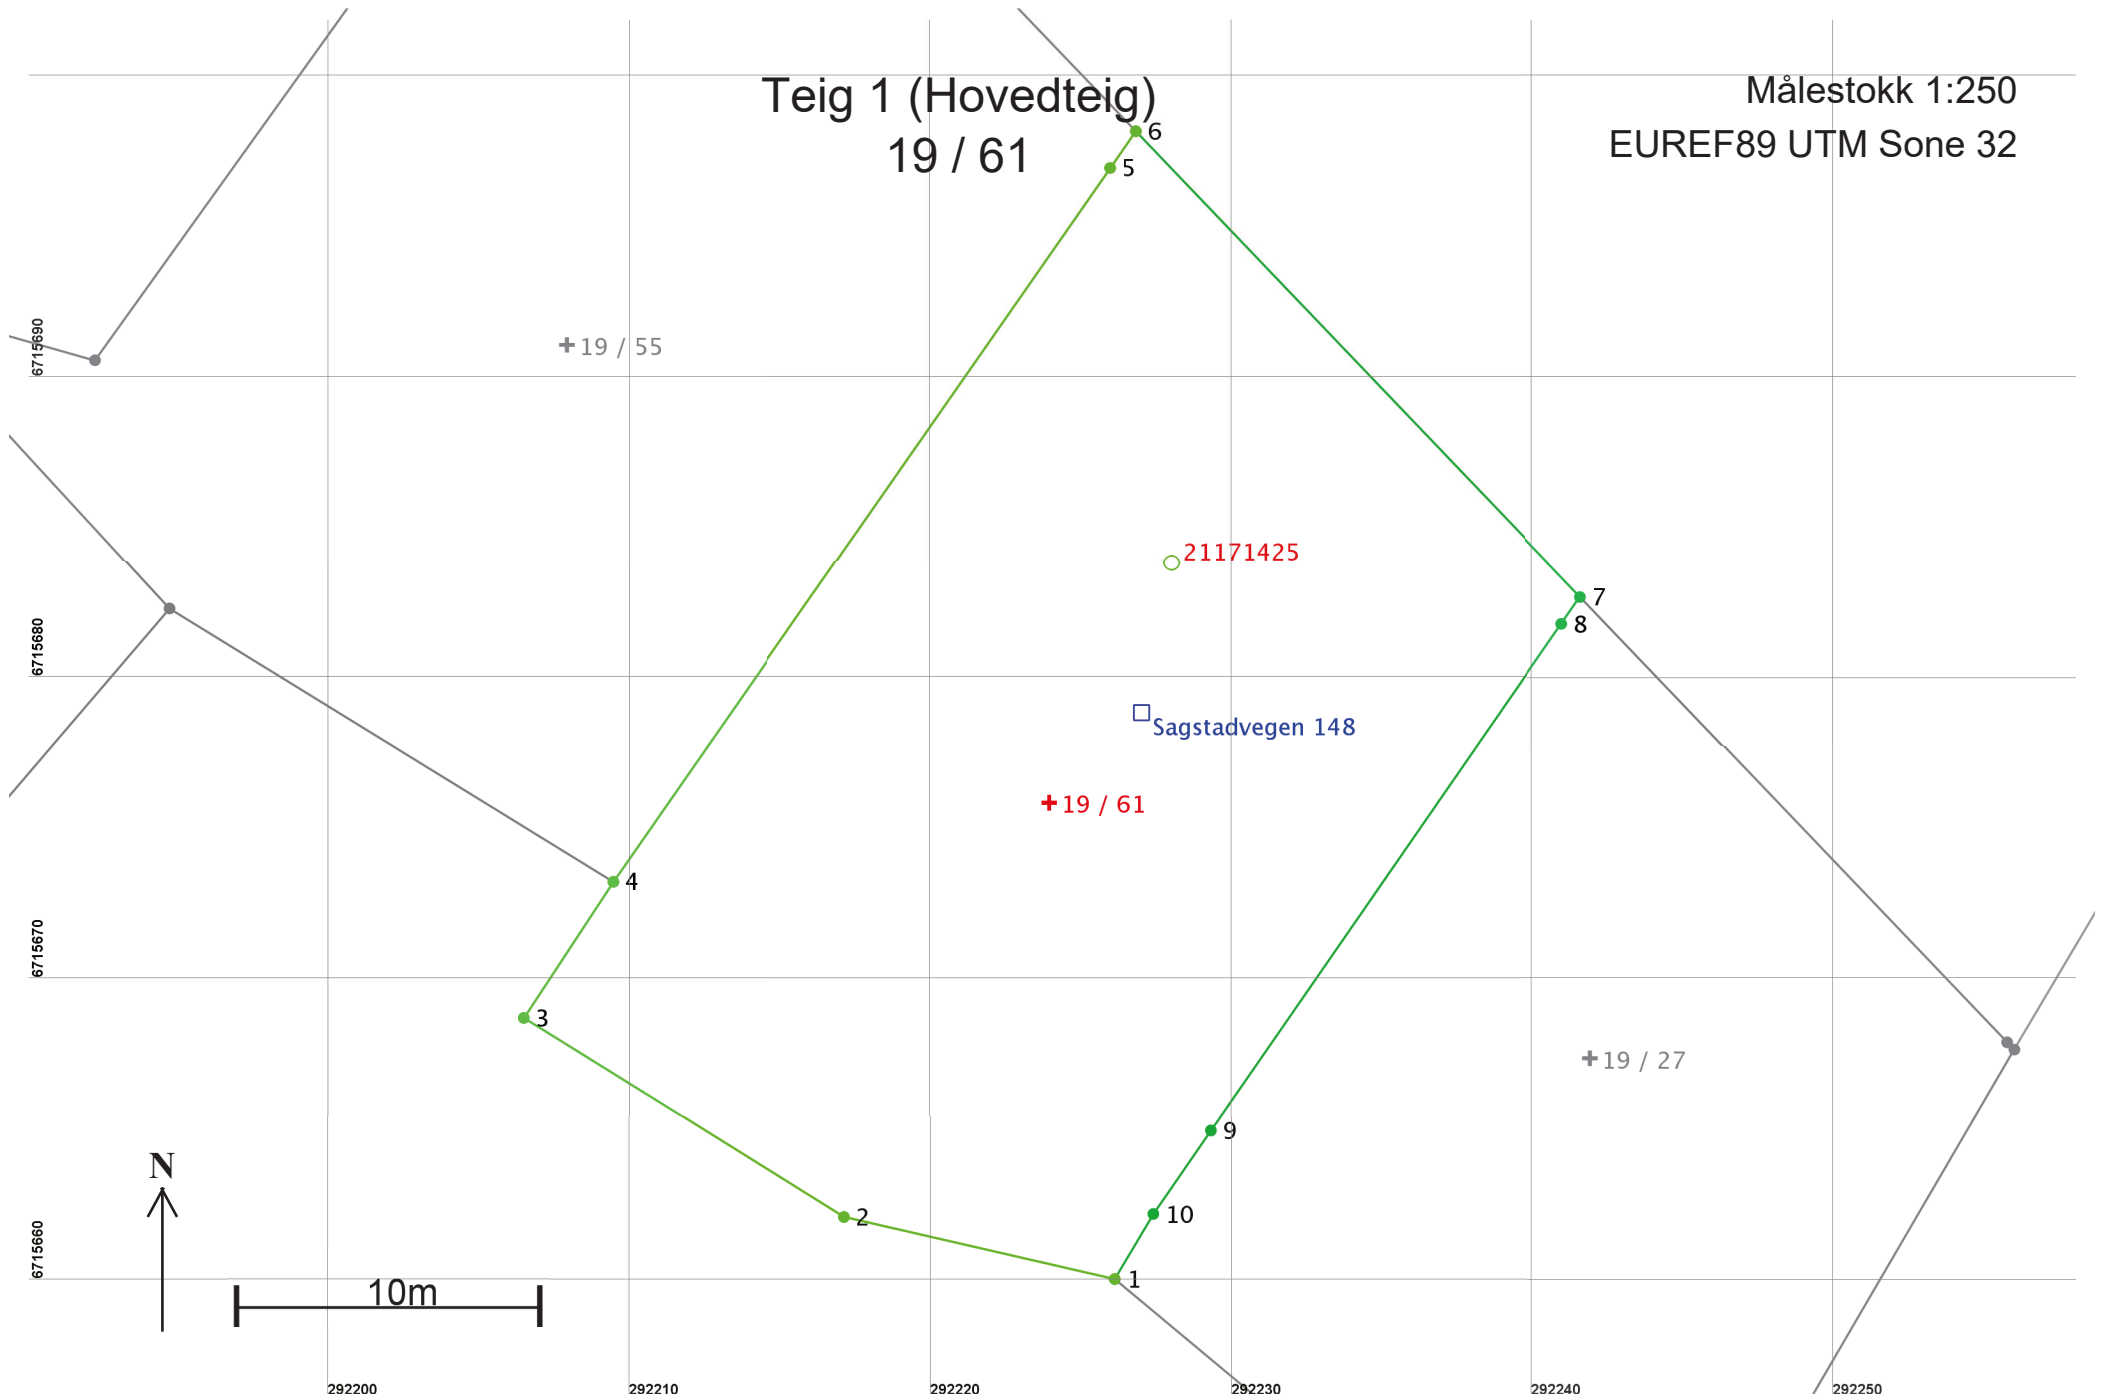 Teig 1 (Hovedteig)
19 / 61
Målestokk 1:250
EUREF89 UTM Sone 32
6
5
6715690
19 / 55
21171425
7
8
6715680
Sagstadvegen 148
19 / 61
4
6715670
3
19 / 27
9
N
10
2
6715660
1
10m
292200
292210
292220
292230
292240
292250